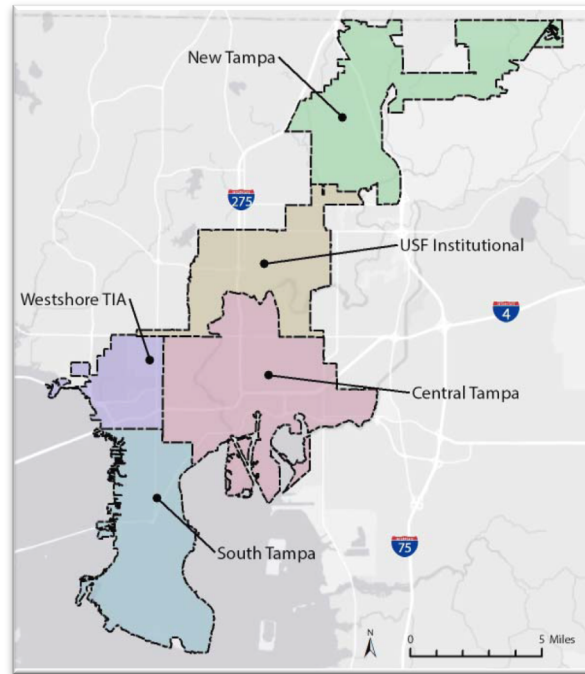 New Tampa
275
USF Institutional
Westshore TIA
4
Central Tampa
South Tampa
75
N
0
5 Miles